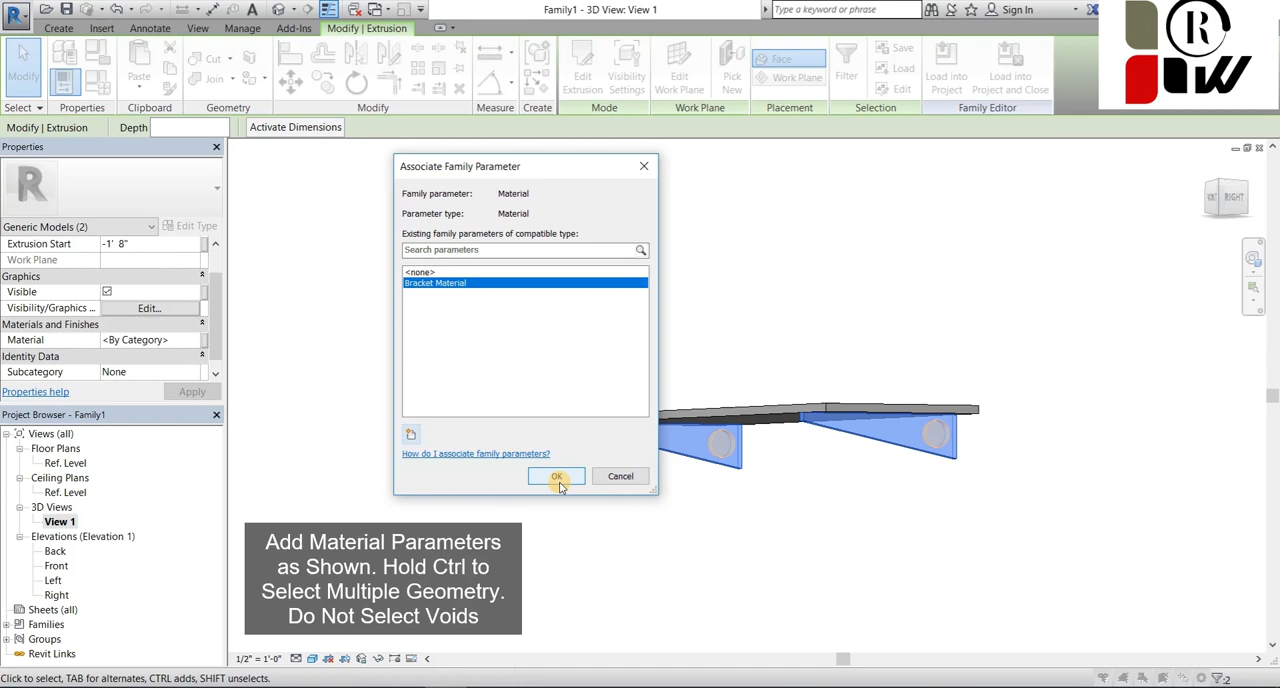 Family1 - 3D View: View 1
Type a keyword or phrase
Sign In
Create Insert Annotate View Manage Add-Ins Modify | Extrusion
Modify
Paste
Cut
Join
Edit Extrusion
Visibility Settings
Edit Work Plane
Pick New
Face
Work Plane
Filter
Save
Load
Edit
Load into Project
Load into Project and Close
Select Properties Clipboard Geometry Modify Measure Create Mode Work Plane Placement Selection Family Editor
R
W
Modify | Extrusion Depth Activate Dimensions
Properties
Generic Models (2) Edit Type
Extrusion Start -1' 8"
Work Plane
Graphics
Visible
Visibility/Graphics ... Edit...
Materials and Finishes
Material <By Category>
Identity Data
Subcategory None
Properties help Apply
Project Browser - Family1
Views (all)
Floor Plans
Ref. Level
Ceiling Plans
Ref. Level
3D Views
View 1
Elevations (Elevation 1)
Back
Front
Left
Right
Sheets (all)
Families
Groups
Revit Links
Associate Family Parameter
Family parameter: Material
Parameter type: Material
Existing family parameters of compatible type:
Search parameters
<none>
Bracket Material
How do I associate family parameters?
OK Cancel
RIGHT
Add Material Parameters
as Shown. Hold Ctrl to
Select Multiple Geometry.
Do Not Select Voids
1/2" = 1'-0"
Click to select, TAB for alternates, CTRL adds, SHIFT unselects.
:2